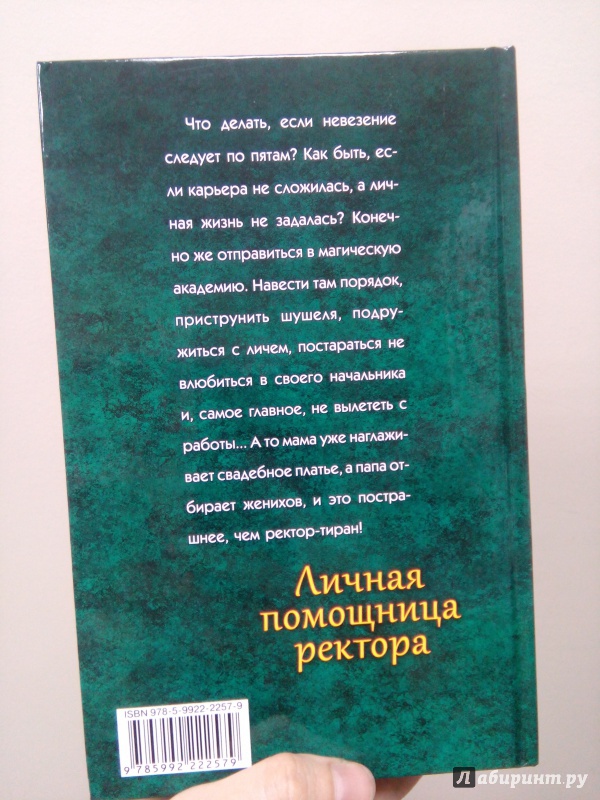 Что делать, если невезение
следует по пятам? Как быть, ес-
ли карьера не сложилась, а лич-
ная жизнь не задалась? Конеч-
но же отправиться в магическую
академию. Навести там порядок,
приструнить шушеля, подру-
житься с личем, постараться не
влюбиться в своего начальника
и, самое главное, не вылететь с
работы... А то мама уже наглажи-
вает свадебное платье, а папа от-
бирает женихов, и это постра-
шнее, чем ректор-тиран!
Личная
помощница
ректора
ISBN 978-5-9922-2257-9
9 785992 222579
Лабиринт.ру